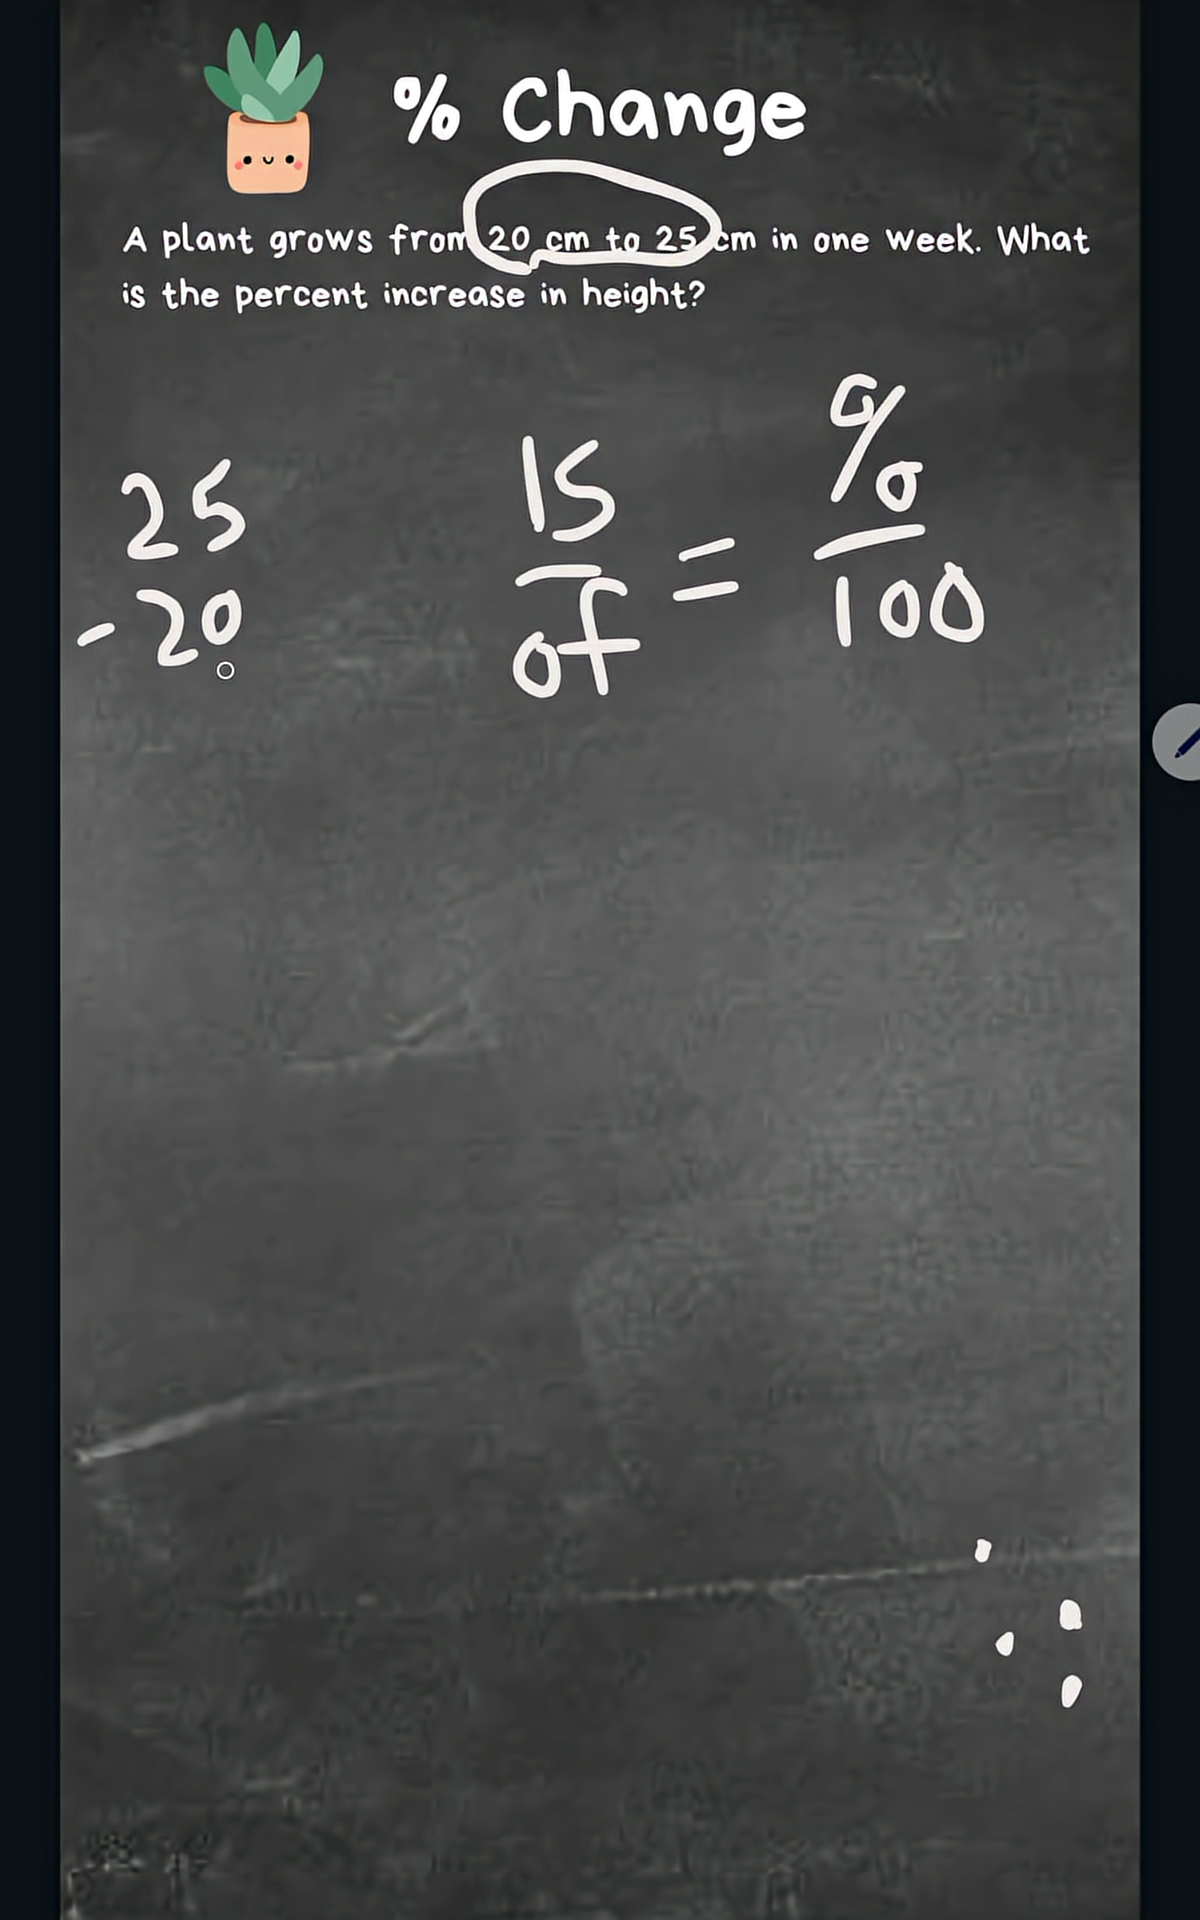 % Change
A plant grows from 20 cm to 25 cm in one week. What
is the percent increase in height?
25
- 20
is
of
=
%
100